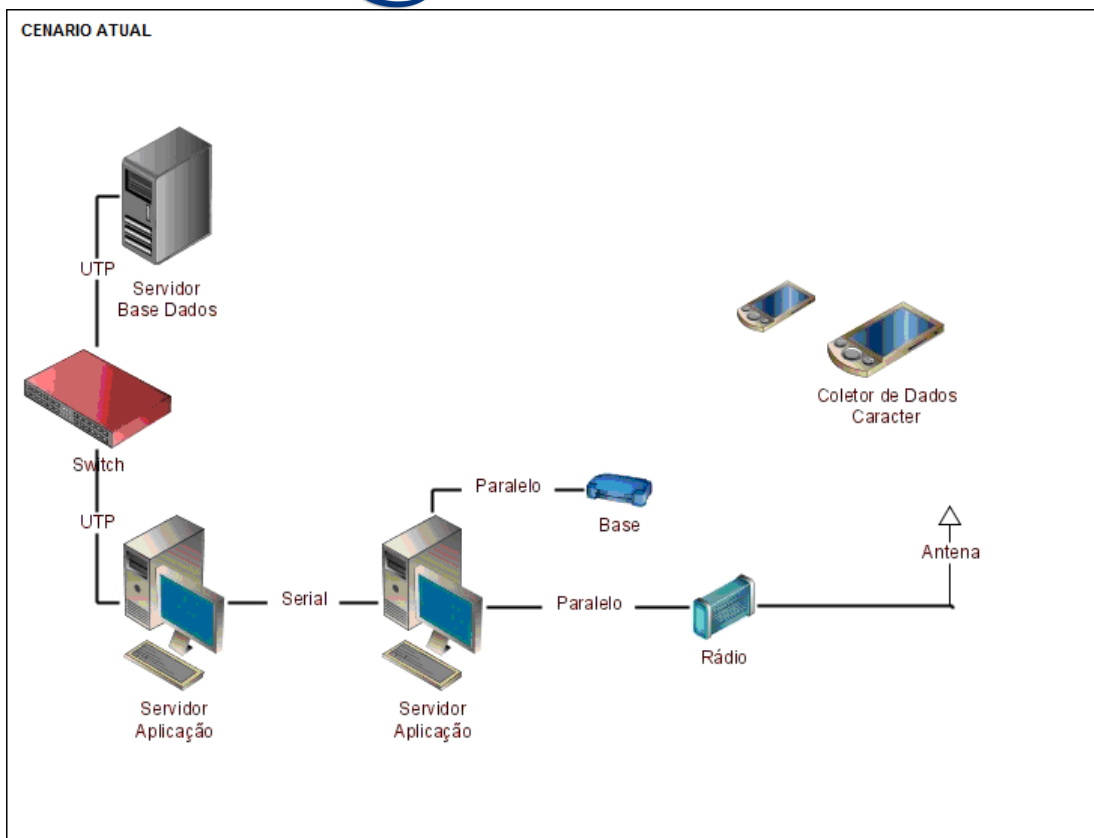 CENARIO ATUAL
UTP
Servidor
Base Dados
Coletor de Dados
Caracter
Switch
Paralelo
Base
UTP
Antena
Serial
Paralelo
Rádio
Servidor
Aplicação
Servidor
Aplicação